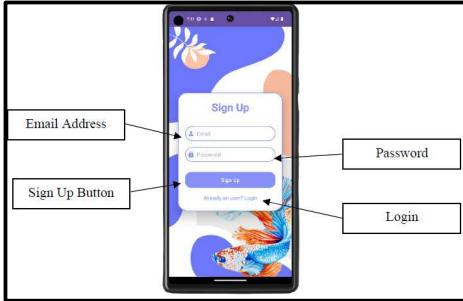 Sign Up
Email Address
Email
Password
Password
Sign Up Button
Sign Up
Already an user? Login
Login